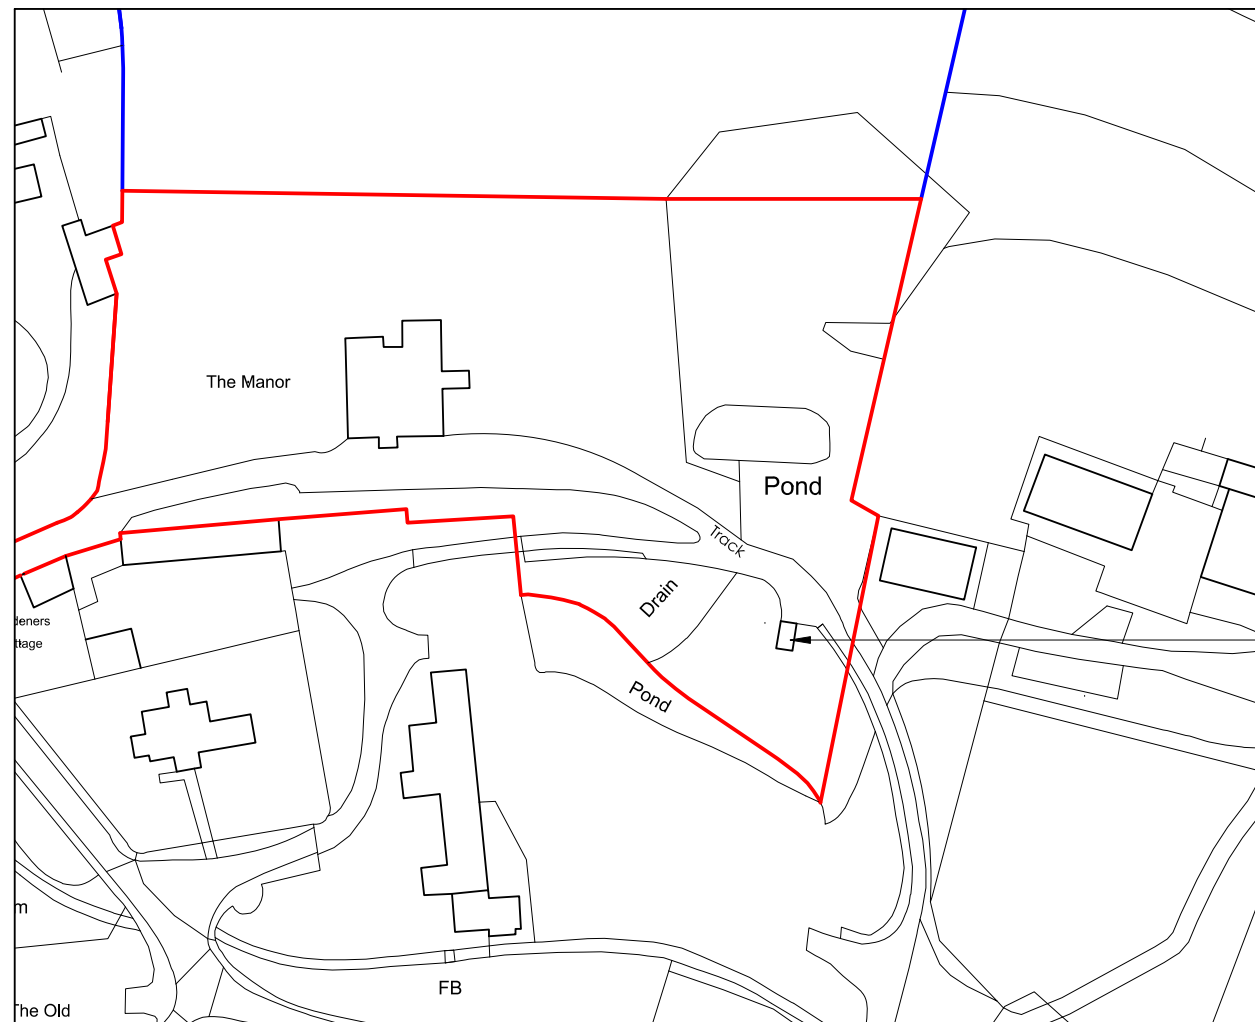 The Manor
Pond
Track
Drain
deners
ttage
Pond
m
FB
The Old